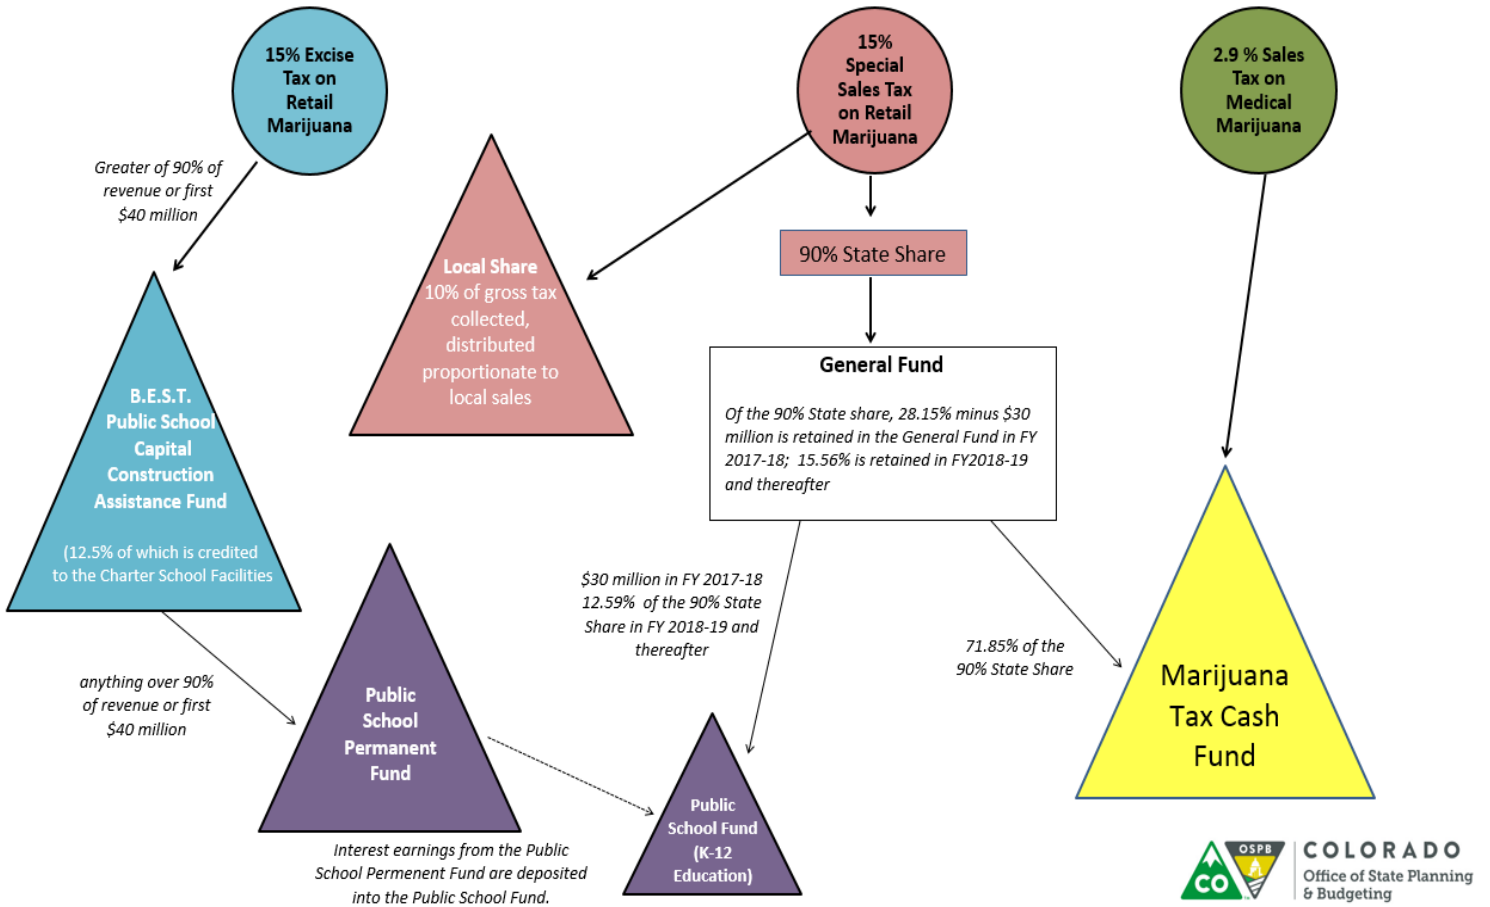 15% Excise
Tax on
Retail
Marijuana
15%
Special
Sales Tax
on Retail
Marijuana
2.9 % Sales
Tax on
Medical
Marijuana
Greater of 90% of
revenue or first
$40 million
90% State Share
Local Share
10% of gross tax
collected,
distributed
proportionate to
local sales
General Fund
Of the 90% State share, 28.15% minus $30
million is retained in the General Fund in FY
2017-18; 15.56% is retained in FY2018-19
and thereafter
B.E.S.T.
Public School
Capital
Construction
Assistance Fund
(12.5% of which is credited
to the Charter School Facilities
$30 million in FY 2017-18
12.59% of the 90% State
Share in FY 2018-19 and
thereafter
71.85% of the
90% State Share
anything over 90%
of revenue or first
$40 million
Public
School
Permanent
Fund
Marijuana
Tax Cash
Fund
Public
School Fund
(K-12
Education)
Interest earnings from the Public
School Permenent Fund are deposited
into the Public School Fund.
CO
OSPB
COLORADO
Office of State Planning
& Budgeting